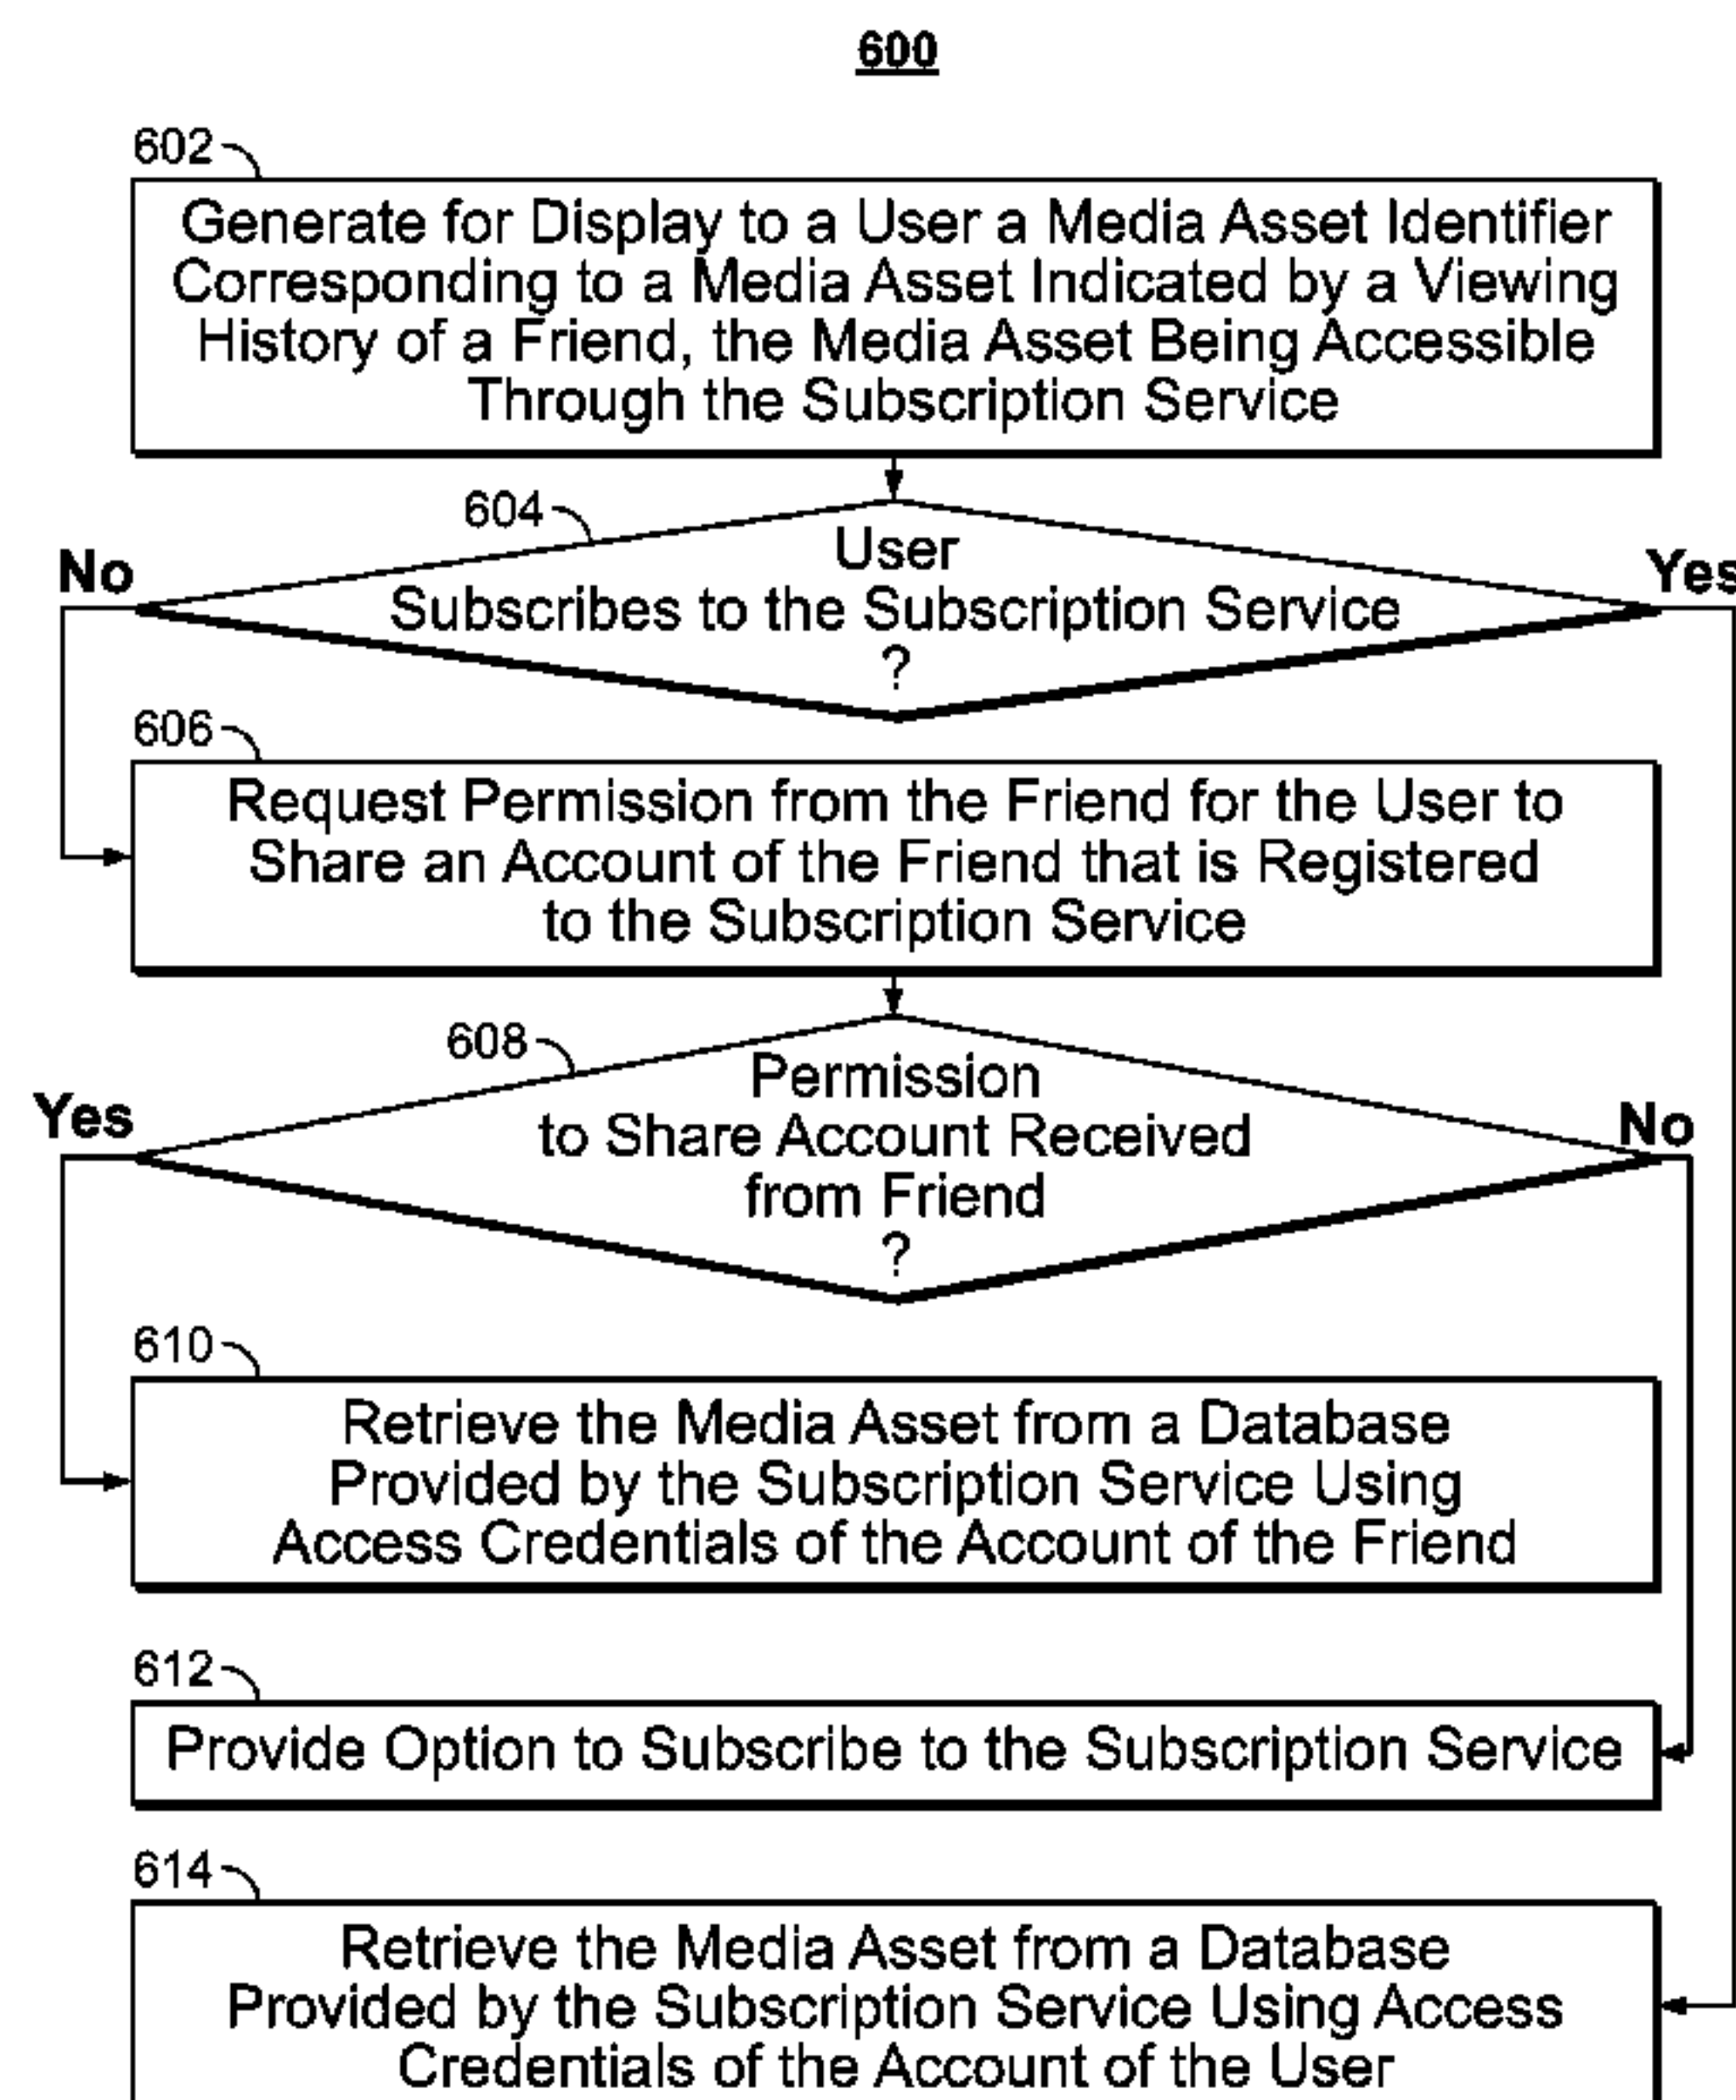 600
602
Generate for Display to a User a Media Asset Identifier
Corresponding to a Media Asset Indicated by a Viewing
History of a Friend, the Media Asset Being Accessible
Through the Subscription Service
604
No
Yes
User
Subscribes to the Subscription Service
?
606
Request Permission from the Friend for the User to
Share an Account of the Friend that is Registered
to the Subscription Service
608
Yes
No
Permission
to Share Account Received
from Friend
?
610
Retrieve the Media Asset from a Database
Provided by the Subscription Service Using
Access Credentials of the Account of the Friend
612
Provide Option to Subscribe to the Subscription Service
614
Retrieve the Media Asset from a Database
Provided by the Subscription Service Using Access
Credentials of the Account of the User